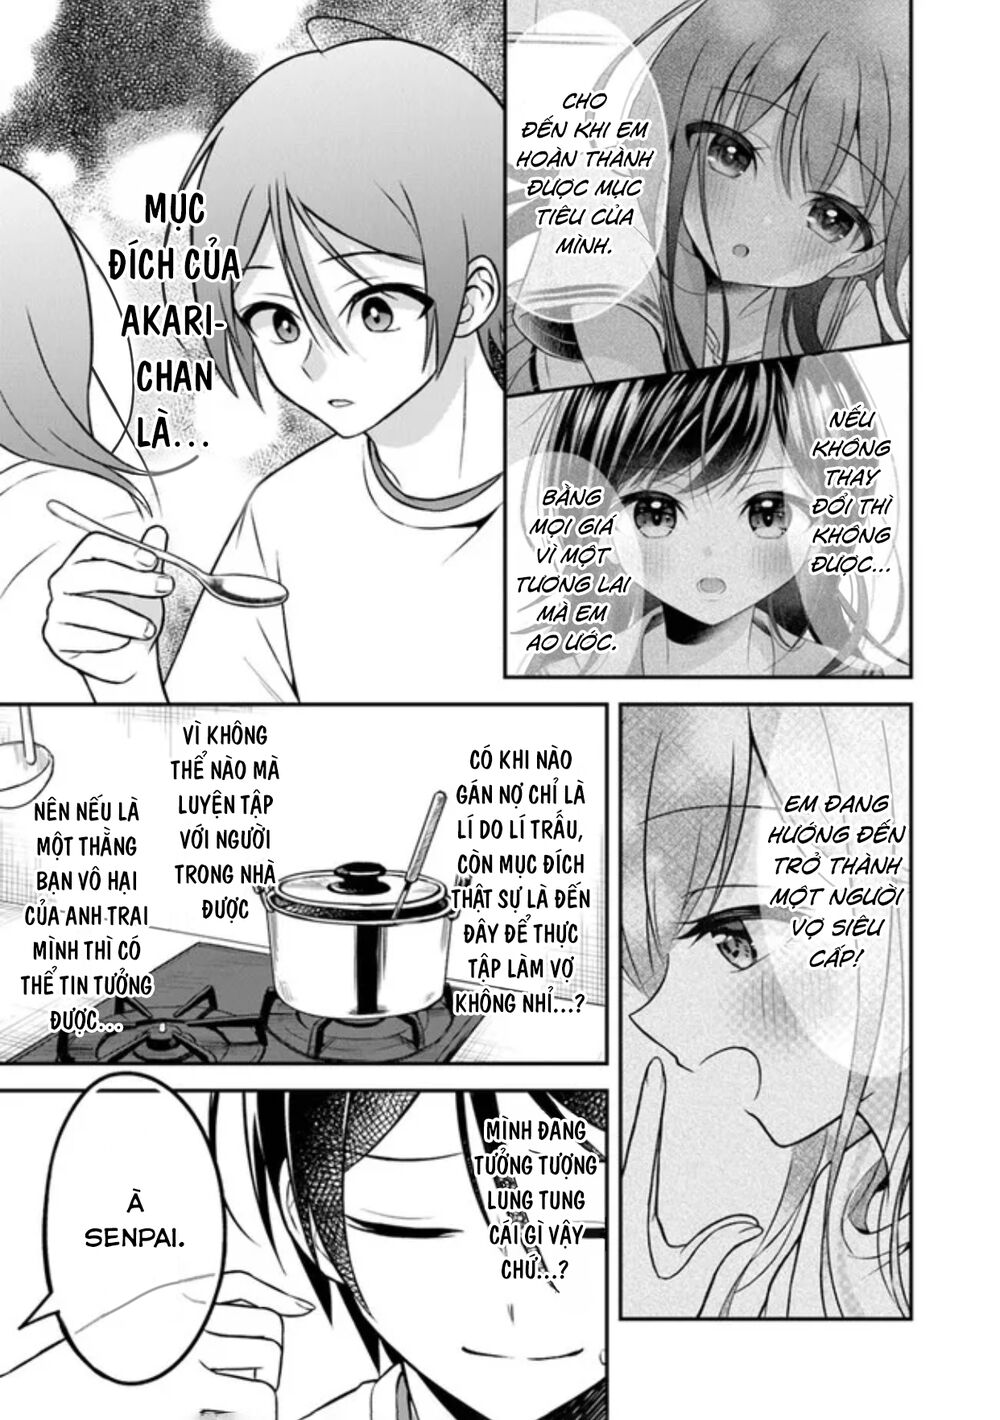 CHO
ĐẾN KHI EM
HOÀN THÀNH
ĐƯỢC MỤC
TIÊU CỦA
MÌNH.
NẾU
KHÔNG
THAY
ĐỔI THÌ
KHÔNG
ĐƯỢC...
BẰNG
MỌI GIÁ
VÌ MỘT
TƯƠNG LAI
MÀ EM
AO ƯỚC.
MỤC
ĐÍCH CỦA
AKARI-
CHAN
LÀ...
EM ĐANG
HƯỚNG ĐẾN
TRỞ THÀNH
MỘT NGƯỜI
VỢ SIÊU
CẤP!
CÓ KHI NÀO
GÁN NỢ CHỈ LÀ
LÍ DO LÍ TRẤU,
CÒN MỤC ĐÍCH
THẬT SỰ LÀ ĐẾN
ĐÂY ĐỂ THỰC
TẬP LÀM VỢ
KHÔNG NHỈ...?
VÌ KHÔNG
THỂ NÀO MÀ
LUYỆN TẬP
VỚI NGƯỜI
TRONG NHÀ
ĐƯỢC
NÊN NẾU LÀ
MỘT THẰNG
BẠN VÔ HẠI
CỦA ANH TRAI
MÌNH THÌ CÓ
THỂ TIN TƯỞNG
ĐƯỢC...
MÌNH ĐANG
TƯỞNG TƯỢNG
LUNG TUNG
CÁI GÌ VẬY
CHỨ...?
À
SENPAI.